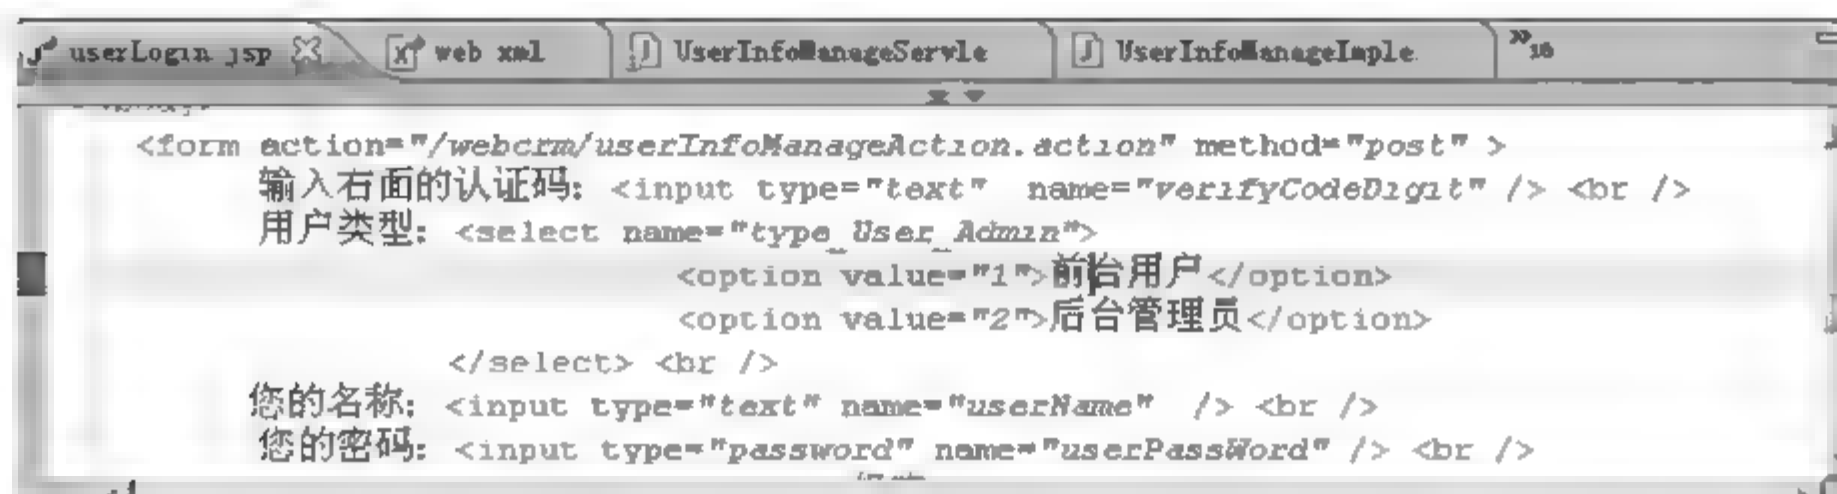 userLogin.jsp web.xml UserInfoManageServle UserInfoManageImple »16
<form action="/webcrm/userInfoManageAction.action" method="post" >
输入右面的认证码: <input type="text" name="verifyCodeDigit" /> <br />
用户类型: <select name="type_User_Admin">
<option value="1">前台用户</option>
<option value="2">后台管理员</option>
</select> <br />
您的名称: <input type="text" name="userName" /> <br />
您的密码: <input type="password" name="userPassWord" /> <br />